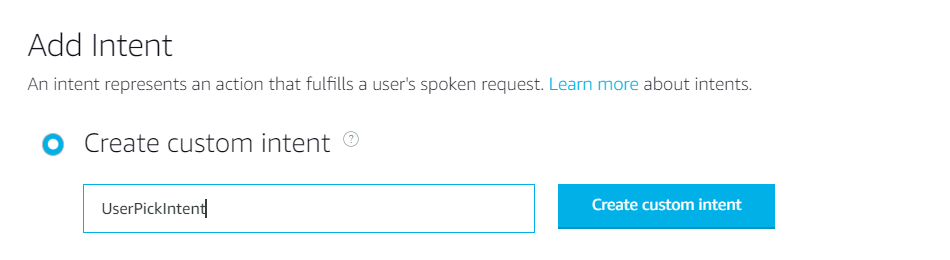 Add Intent
An intent represents an action that fulfills a user's spoken request. Learn more about intents.
Create custom intent ?
UserPickIntent
Create custom intent